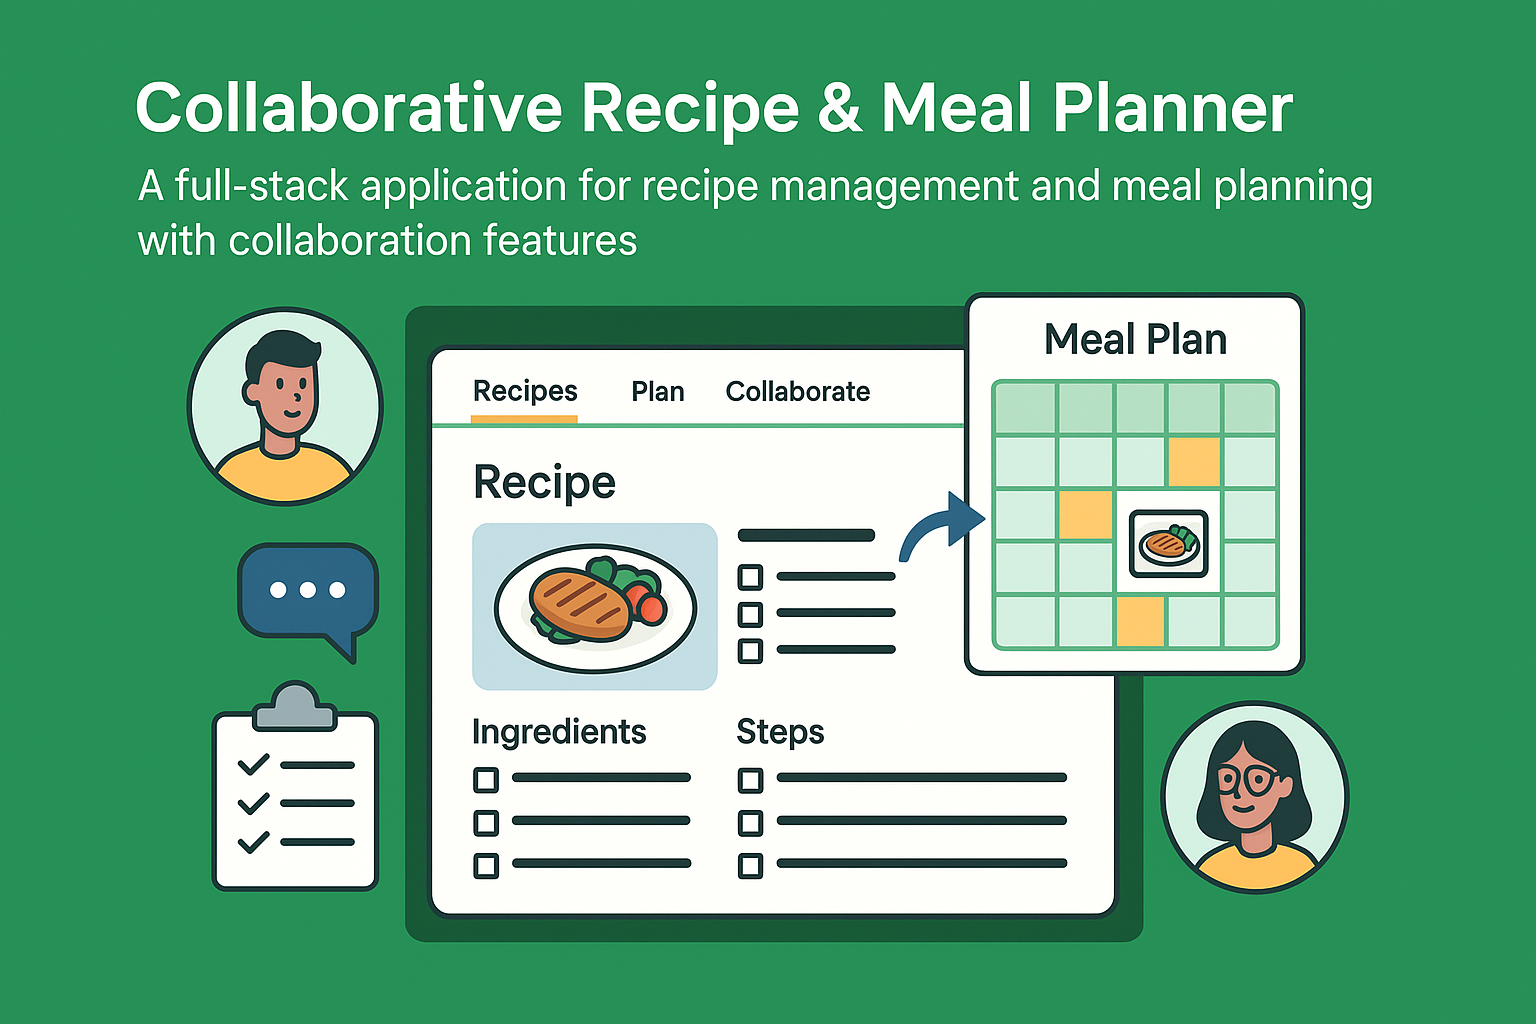 Collaborative Recipe & Meal Planner
A full-stack application for recipe management and meal planning
with collaboration features
Recipes Plan Collaborate
Meal Plan
Recipe
Ingredients
Steps